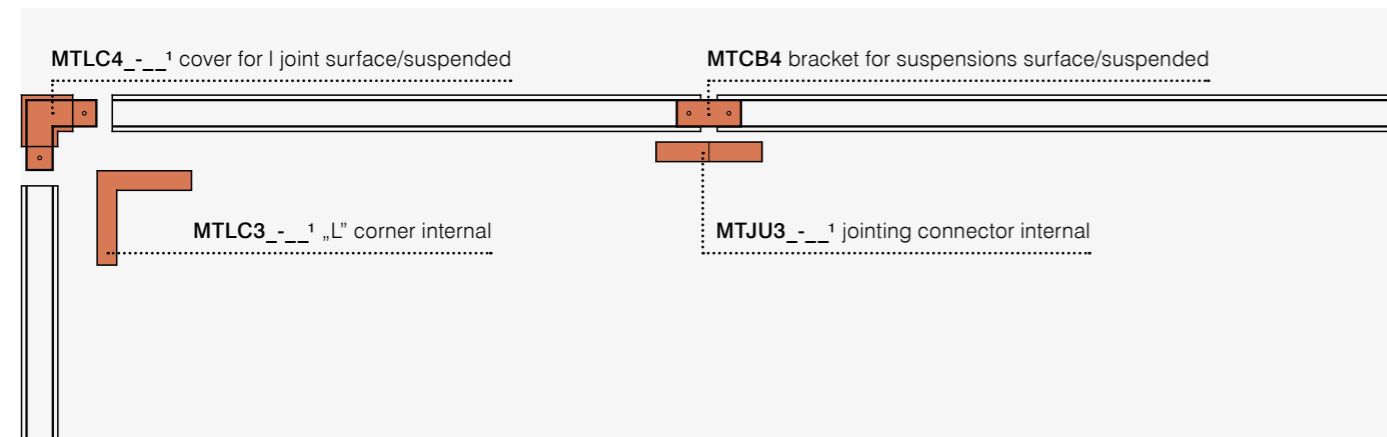 MTLC4_-__¹ cover for l joint surface/suspended
MTCB4 bracket for suspensions surface/suspended
MTLC3_-__¹ „L” corner internal
MTJU3_-__¹ jointing connector internal